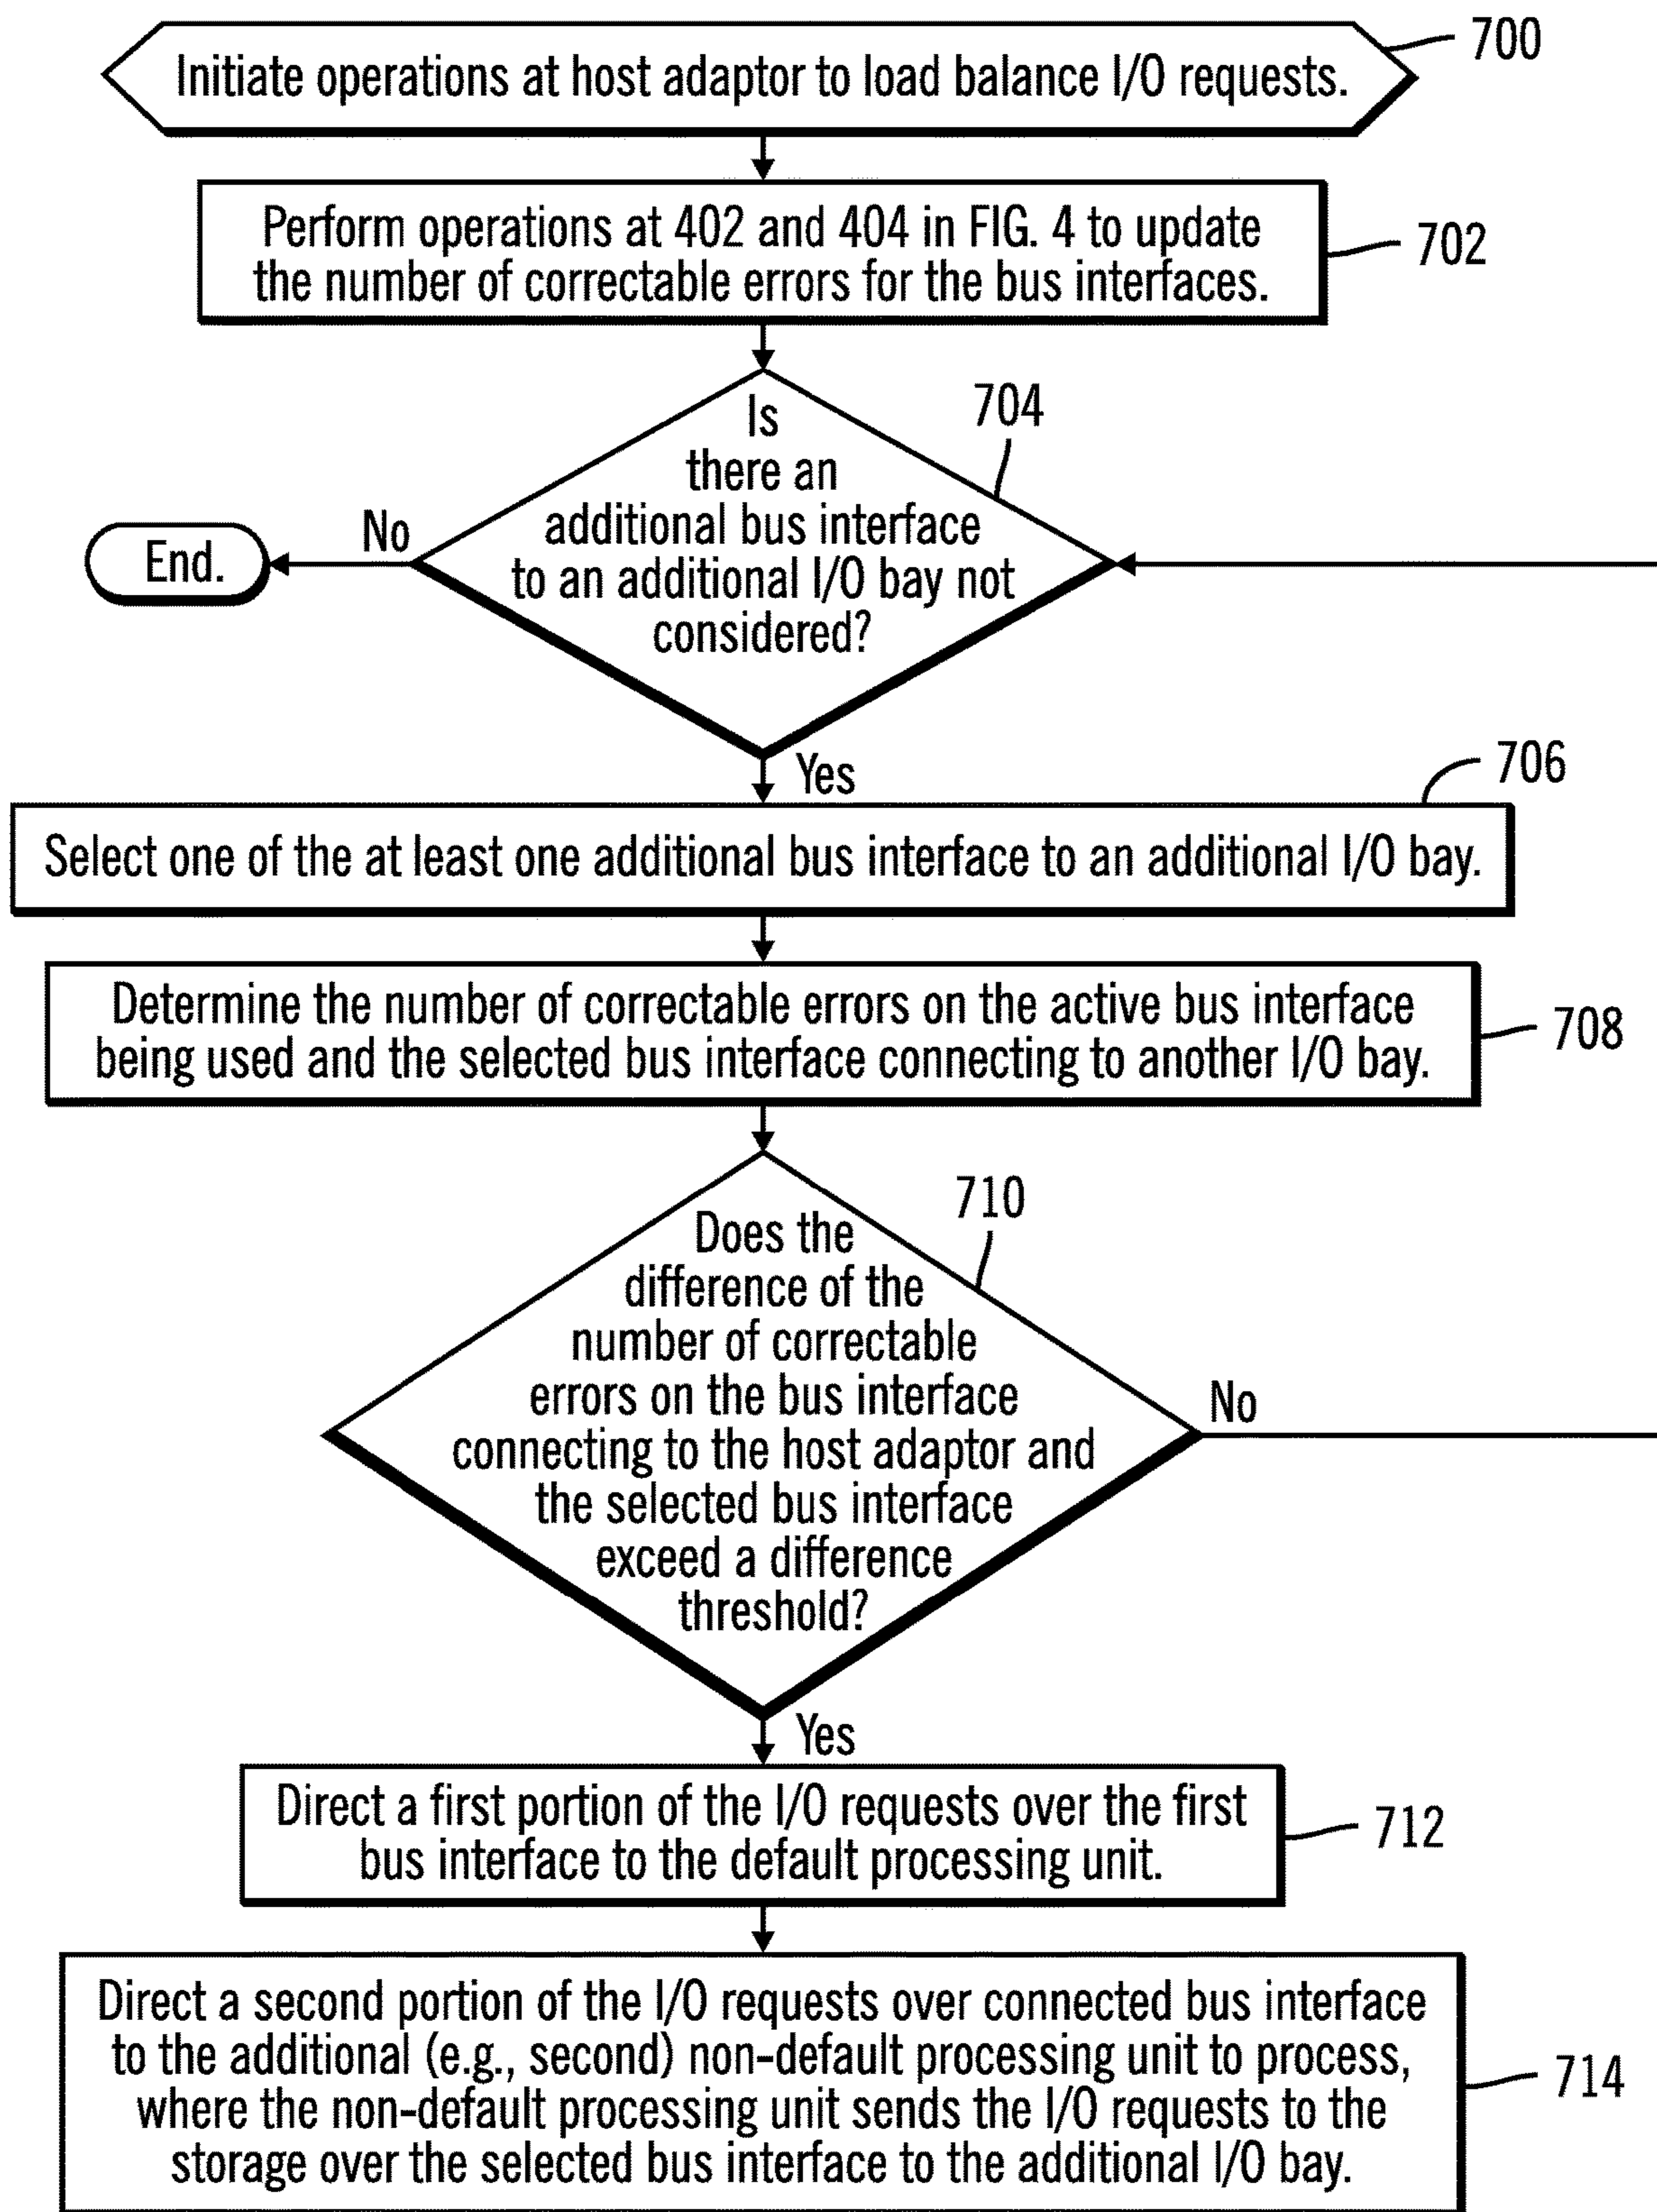 Initiate operations at host adaptor to load balance I/O requests.
700
Perform operations at 402 and 404 in FIG. 4 to update
the number of correctable errors for the bus interfaces.
702
Is
there an
additional bus interface
to an additional I/O bay not
considered?
704
No
End.
Yes
706
Select one of the at least one additional bus interface to an additional I/O bay.
Determine the number of correctable errors on the active bus interface
being used and the selected bus interface connecting to another I/O bay.
708
Does the
difference of the
number of correctable
errors on the bus interface
connecting to the host adaptor and
the selected bus interface
exceed a difference
threshold?
710
No
Yes
Direct a first portion of the I/O requests over the first
bus interface to the default processing unit.
712
Direct a second portion of the I/O requests over connected bus interface
to the additional (e.g., second) non-default processing unit to process,
where the non-default processing unit sends the I/O requests to the
storage over the selected bus interface to the additional I/O bay.
714